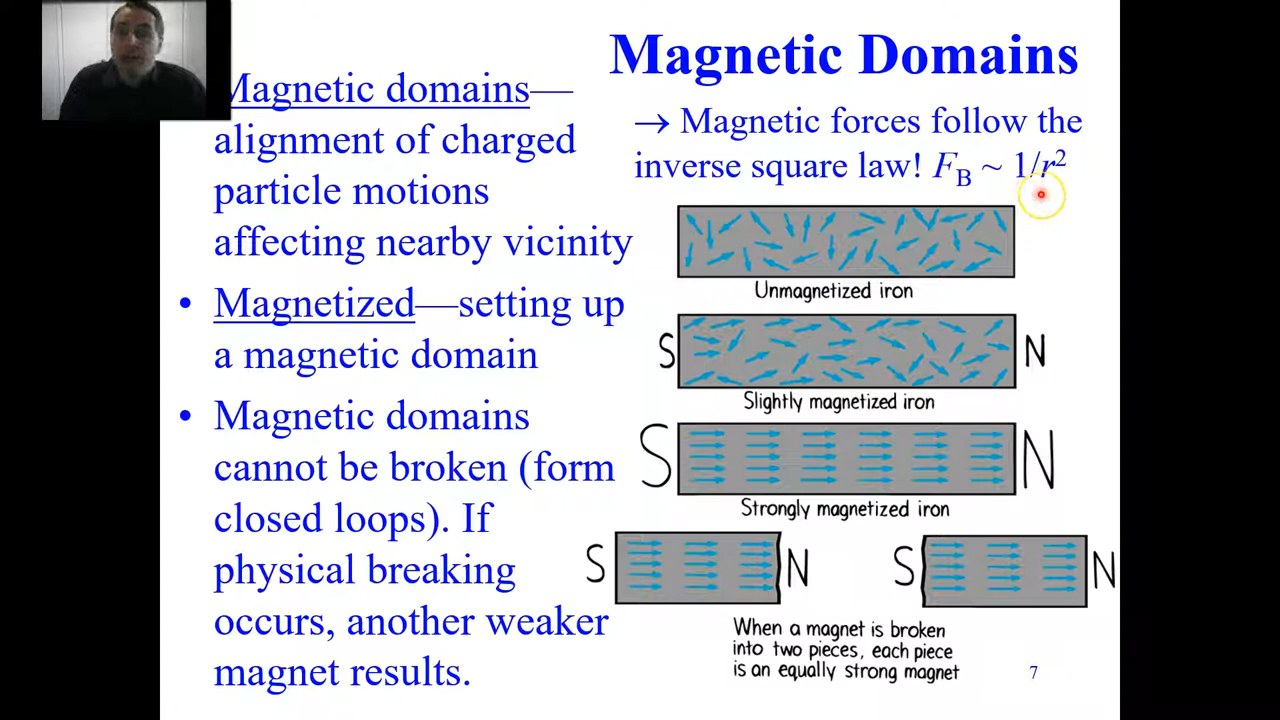 Magnetic Domains
Magnetic domains—
alignment of charged
particle motions
affecting nearby vicinity
• Magnetized—setting up
a magnetic domain
• Magnetic domains
cannot be broken (form
closed loops). If
physical breaking
occurs, another weaker
magnet results.
→ Magnetic forces follow the
inverse square law! F_B ~ 1/r²
Unmagnetized iron
S N
Slightly magnetized iron
S N
Strongly magnetized iron
S N S N
When a magnet is broken
into two pieces, each piece
is an equally strong magnet
7